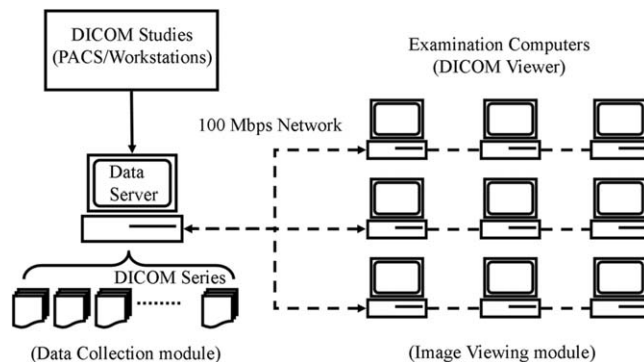 DICOM Studies
(PACS/Workstations)
Examination Computers
(DICOM Viewer)
100 Mbps Network
Data
Server
DICOM Series
(Data Collection module)
(Image Viewing module)